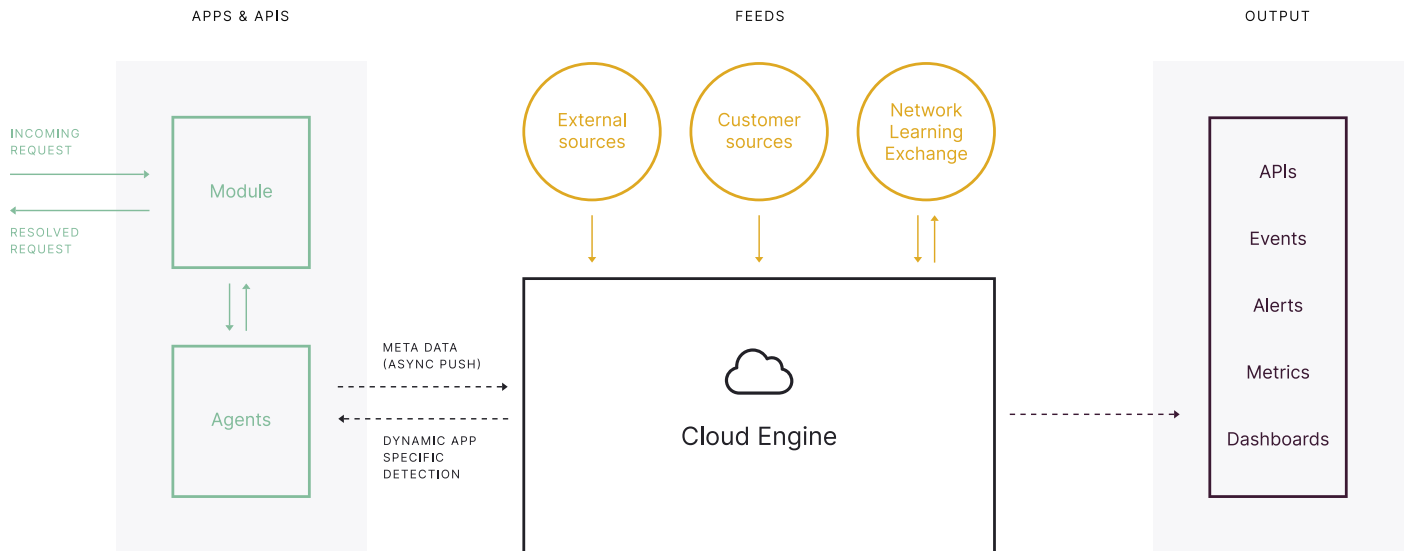 APPS & APIS
FEEDS
OUTPUT
INCOMING
REQUEST
RESOLVED
REQUEST
Module
Agents
META DATA
(ASYNC PUSH)
DYNAMIC APP
SPECIFIC
DETECTION
External
sources
Customer
sources
Network
Learning
Exchange
Cloud Engine
APIs
Events
Alerts
Metrics
Dashboards